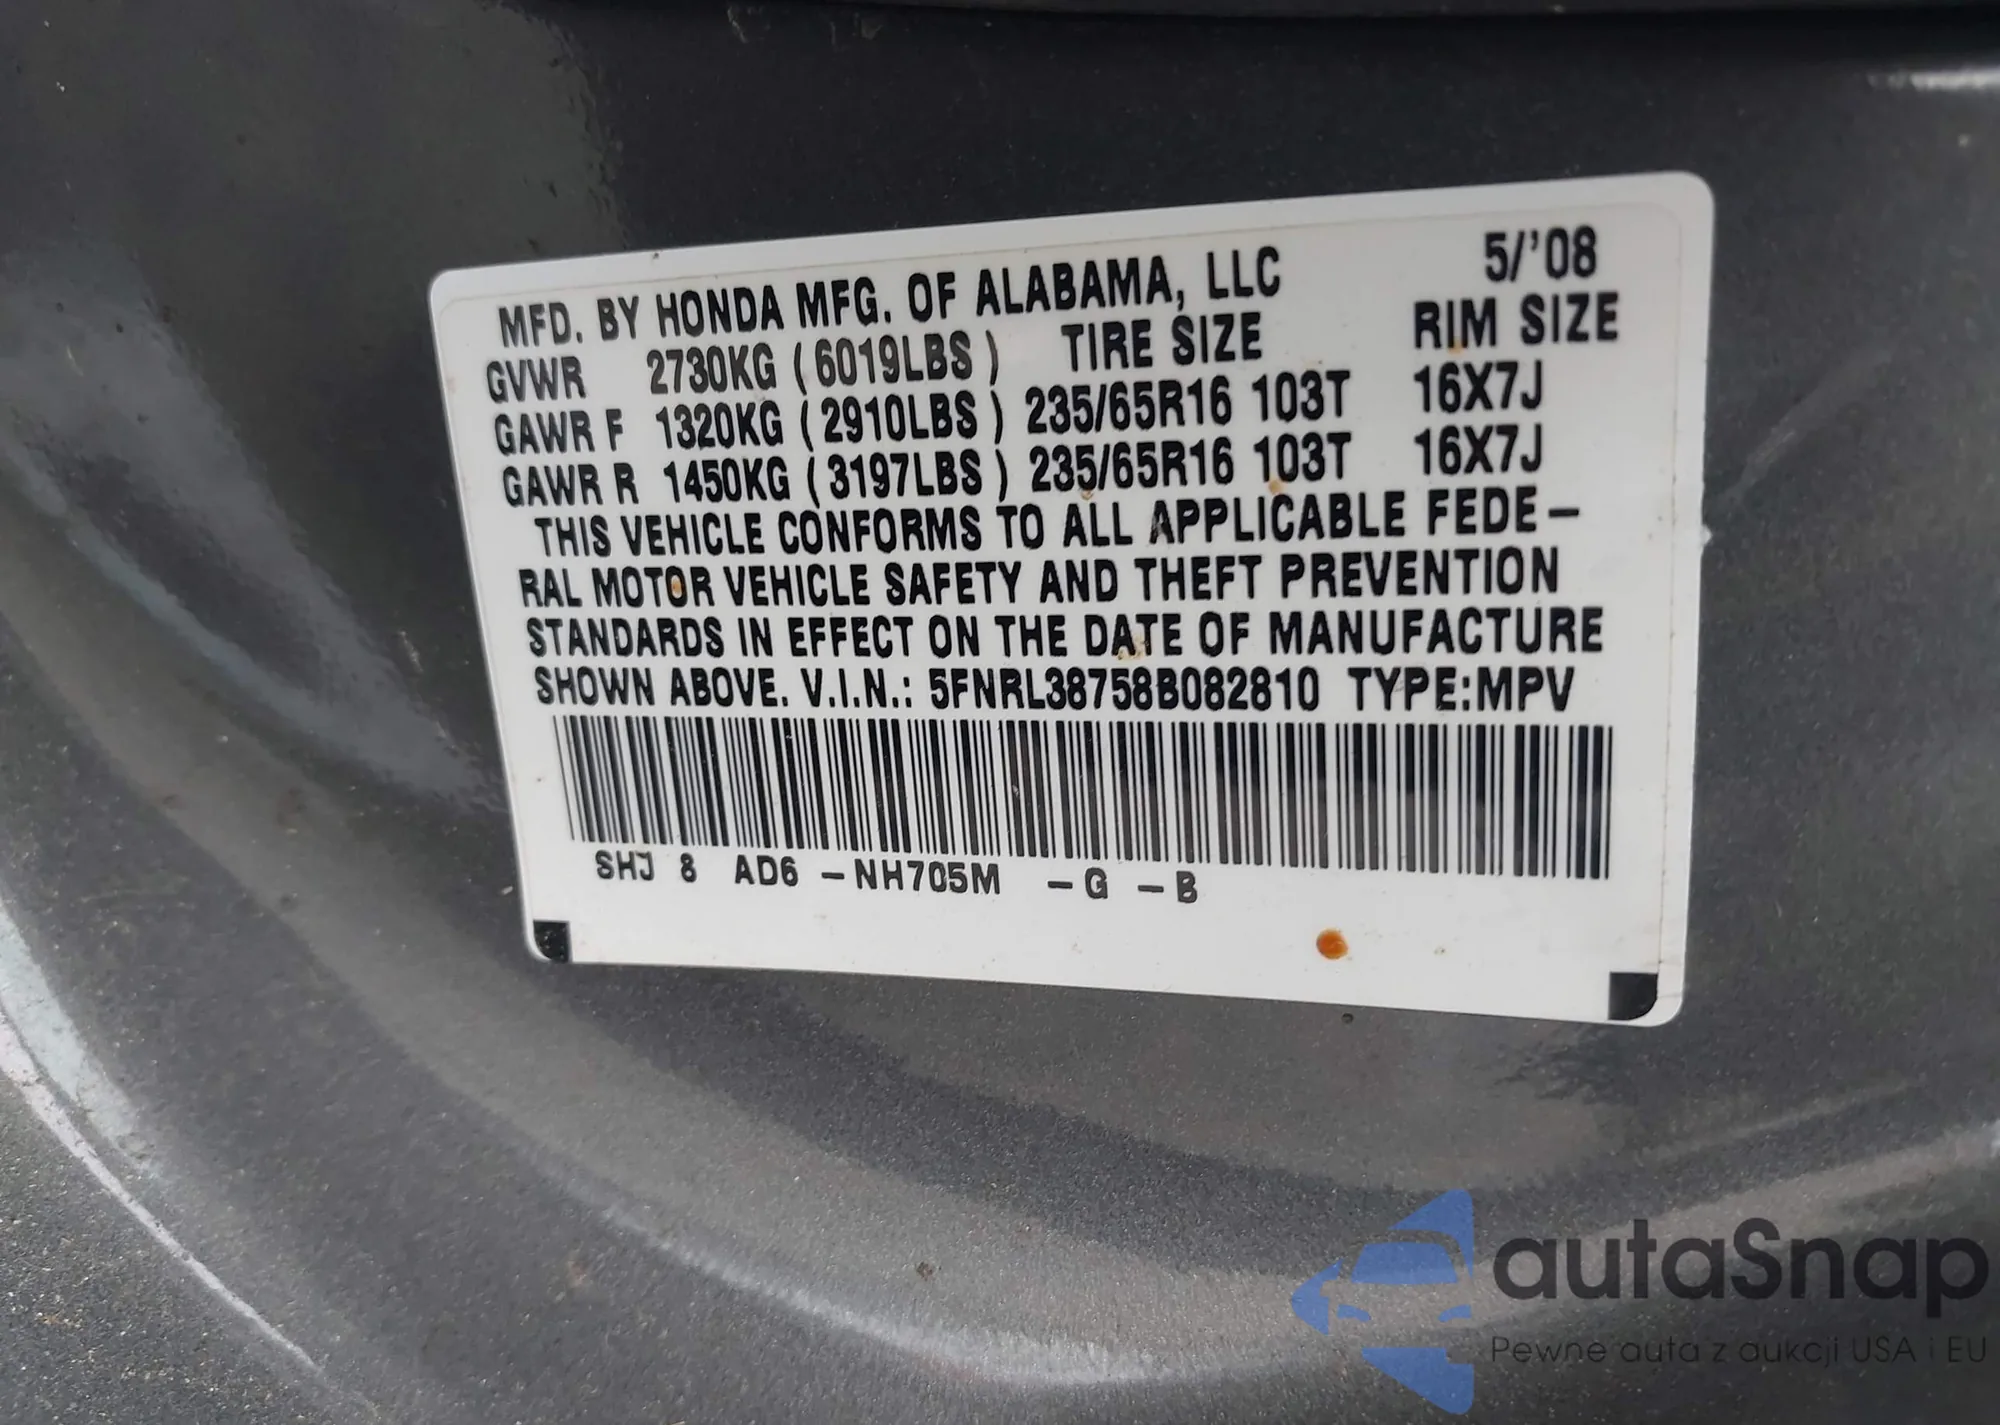 MFD. BY HONDA MFG. OF ALABAMA, LLC 5/'08
GVWR 2730KG (6019LBS) TIRE SIZE RIM SIZE
GAWR F 1320KG (2910LBS) 235/65R16 103T 16X7J
GAWR R 1450KG (3197LBS) 235/65R16 103T 16X7J
THIS VEHICLE CONFORMS TO ALL APPLICABLE FEDE-
RAL MOTOR VEHICLE SAFETY AND THEFT PREVENTION
STANDARDS IN EFFECT ON THE DATE OF MANUFACTURE
SHOWN ABOVE. V.I.N.: 5FNRL38758B082810 TYPE:MPV
SHJ 8 AD6 -NH705M -G -B
autaSnap
Pewne auta z aukcji USA i EU